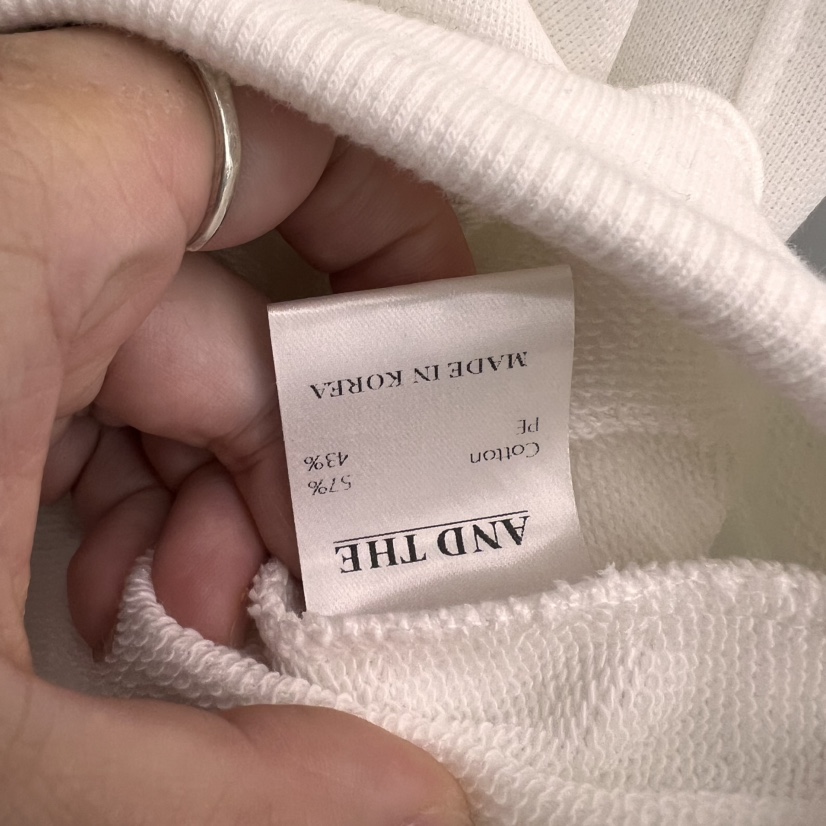 AND THE
Cotton 57%
PE 43%
MADE IN KOREA